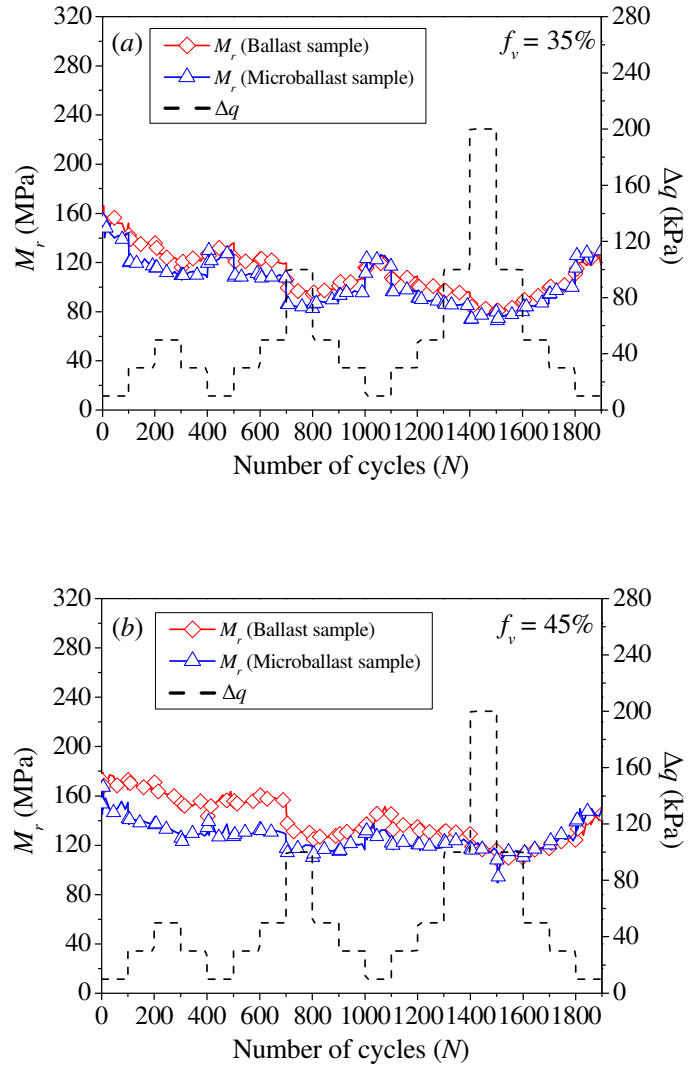 (a)
M_r (Ballast sample)
M_r (Microballast sample)
Δq
f_v = 35%
320
280
240
200
160
120
80
40
0
M_r (MPa)
280
240
200
160
120
80
40
0
Δq (kPa)
0 200 400 600 800 1000 1200 1400 1600 1800
Number of cycles (N)
(b)
M_r (Ballast sample)
M_r (Microballast sample)
Δq
f_v = 45%
320
280
240
200
160
120
80
40
0
M_r (MPa)
280
240
200
160
120
80
40
0
Δq (kPa)
0 200 400 600 800 1000 1200 1400 1600 1800
Number of cycles (N)